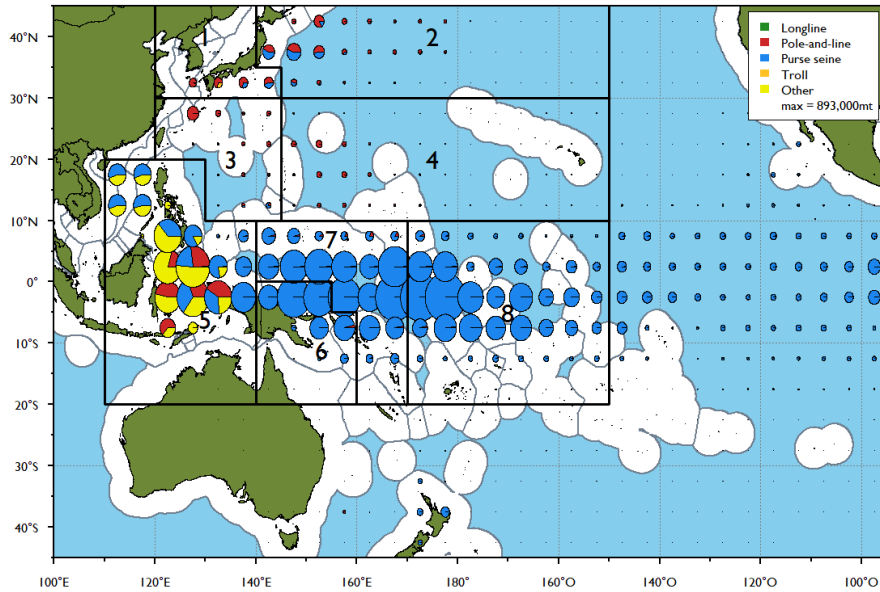 40°N
30°N
20°N
10°N
0°
10°S
20°S
30°S
40°S
1
2
3
4
5
6
7
8
Longline
Pole-and-line
Purse seine
Troll
Other
max = 893,000mt
100°E
120°E
140°E
160°E
180°
160°O
140°O
120°O
100°O